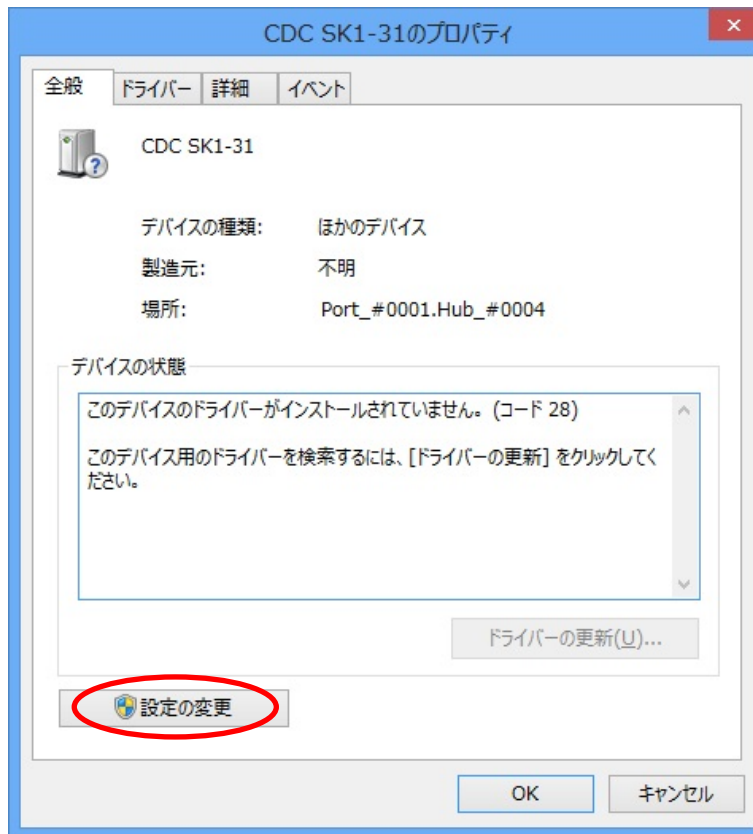 CDC SK1-31のプロパティ
×
全般 ドライバー 詳細 イベント
CDC SK1-31
デバイスの種類: ほかのデバイス
製造元: 不明
場所: Port_#0001.Hub_#0004
デバイスの状態
このデバイスのドライバーがインストールされていません。(コード 28)
このデバイス用のドライバーを検索するには、[ドライバーの更新] をクリックしてく
ださい。
ドライバーの更新(U)...
設定の変更
OK キャンセル